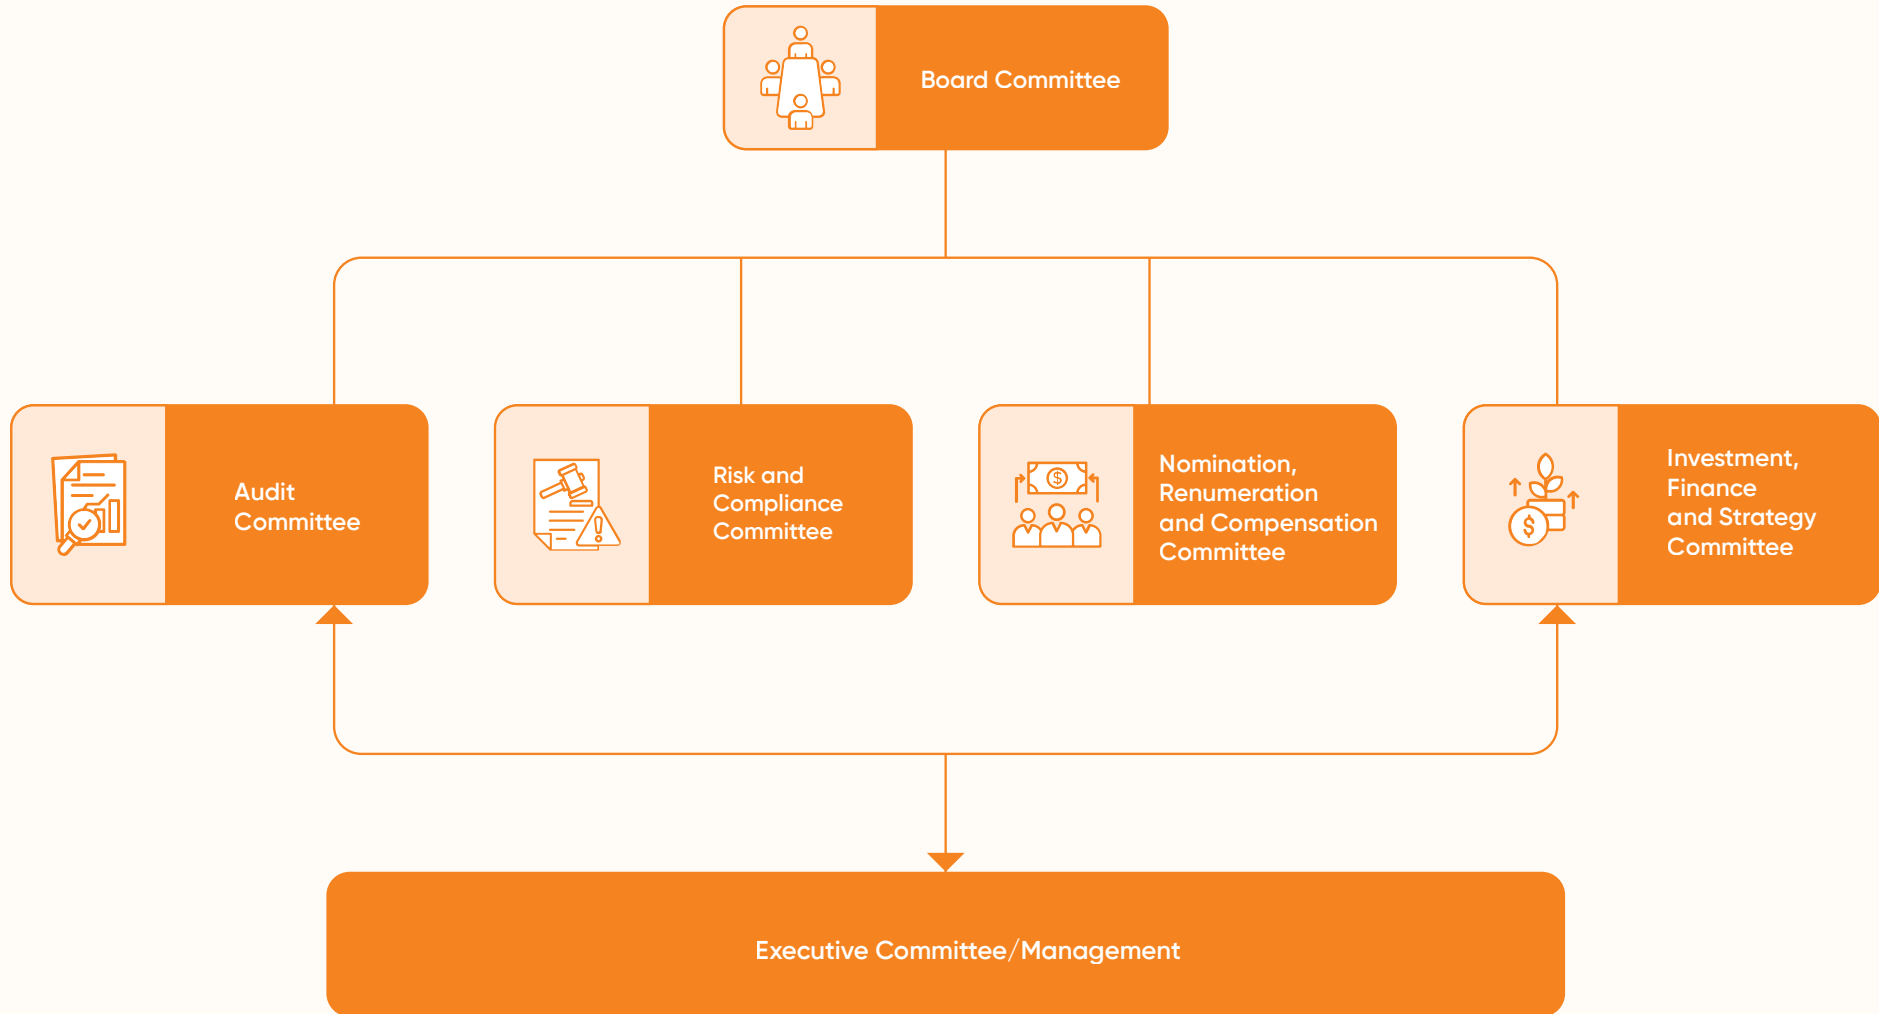 Board Committee
Audit
Committee
Risk and
Compliance
Committee
Nomination,
Renumeration
and Compensation
Committee
Investment,
Finance
and Strategy
Committee
Executive Committee/Management